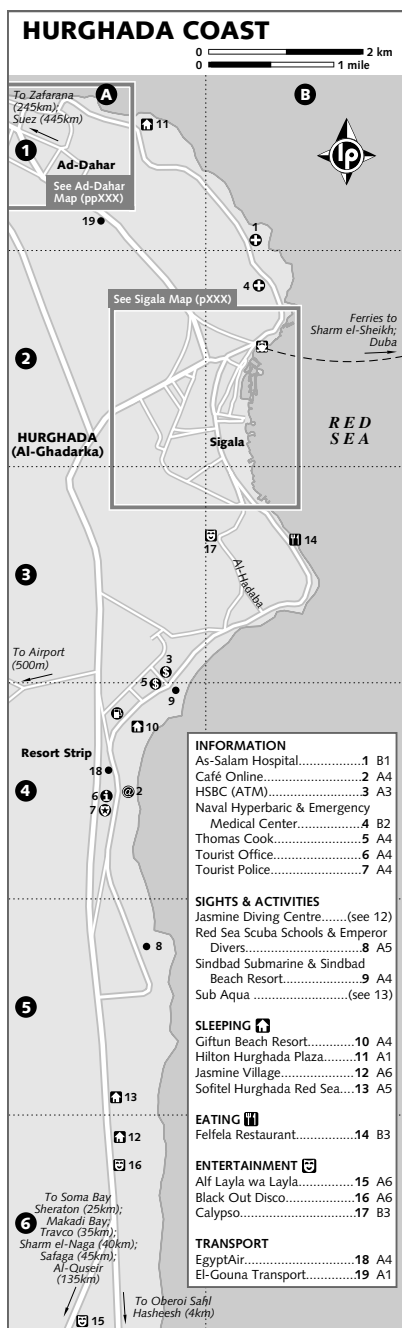 HURGHADA COAST
0 2 km
0 1 mile
A
B
To Zafarana
(245km);
Suez (445km)
11
lp
1
Ad-Dahar
See Ad-Dahar
Map (ppXXX)
19
1
4
See Sigala Map (pXXX)
Ferries to
Sharm el-Sheikh;
Duba
2
RED
SEA
HURGHADA
(Al-Ghadarka)
Sigala
17
14
3
Al-Hadaba
To Airport
(500m)
3
5
9
10
Resort Strip
18
4
6
2
7
INFORMATION
As-Salam Hospital..................1 B1
Café Online............................2 A4
HSBC (ATM)..........................3 A3
Naval Hyperbaric & Emergency
Medical Center..................4 B2
Thomas Cook........................5 A4
Tourist Office........................6 A4
Tourist Police........................7 A4
SIGHTS & ACTIVITIES
Jasmine Diving Centre......(see 12)
Red Sea Scuba Schools & Emperor
Divers................................8 A5
Sindbad Submarine & Sindbad
Beach Resort.....................9 A4
Sub Aqua ........................(see 13)
SLEEPING
Giftun Beach Resort.............10 A4
Hilton Hurghada Plaza.........11 A1
Jasmine Village...................12 A6
Sofitel Hurghada Red Sea....13 A5
EATING
Felfela Restaurant................14 B3
ENTERTAINMENT
Alf Layla wa Layla................15 A6
Black Out Disco...................16 A6
Calypso................................17 B3
TRANSPORT
EgyptAir..............................18 A4
El-Gouna Transport..............19 A1
8
5
13
12
16
To Soma Bay
Sheraton (25km);
Makadi Bay;
Travco (35km);
Sharm el-Naga (40km);
Safaga (45km);
Al-Quseir
(135km)
6
To Oberoi Sahl
Hasheesh (4km)
15